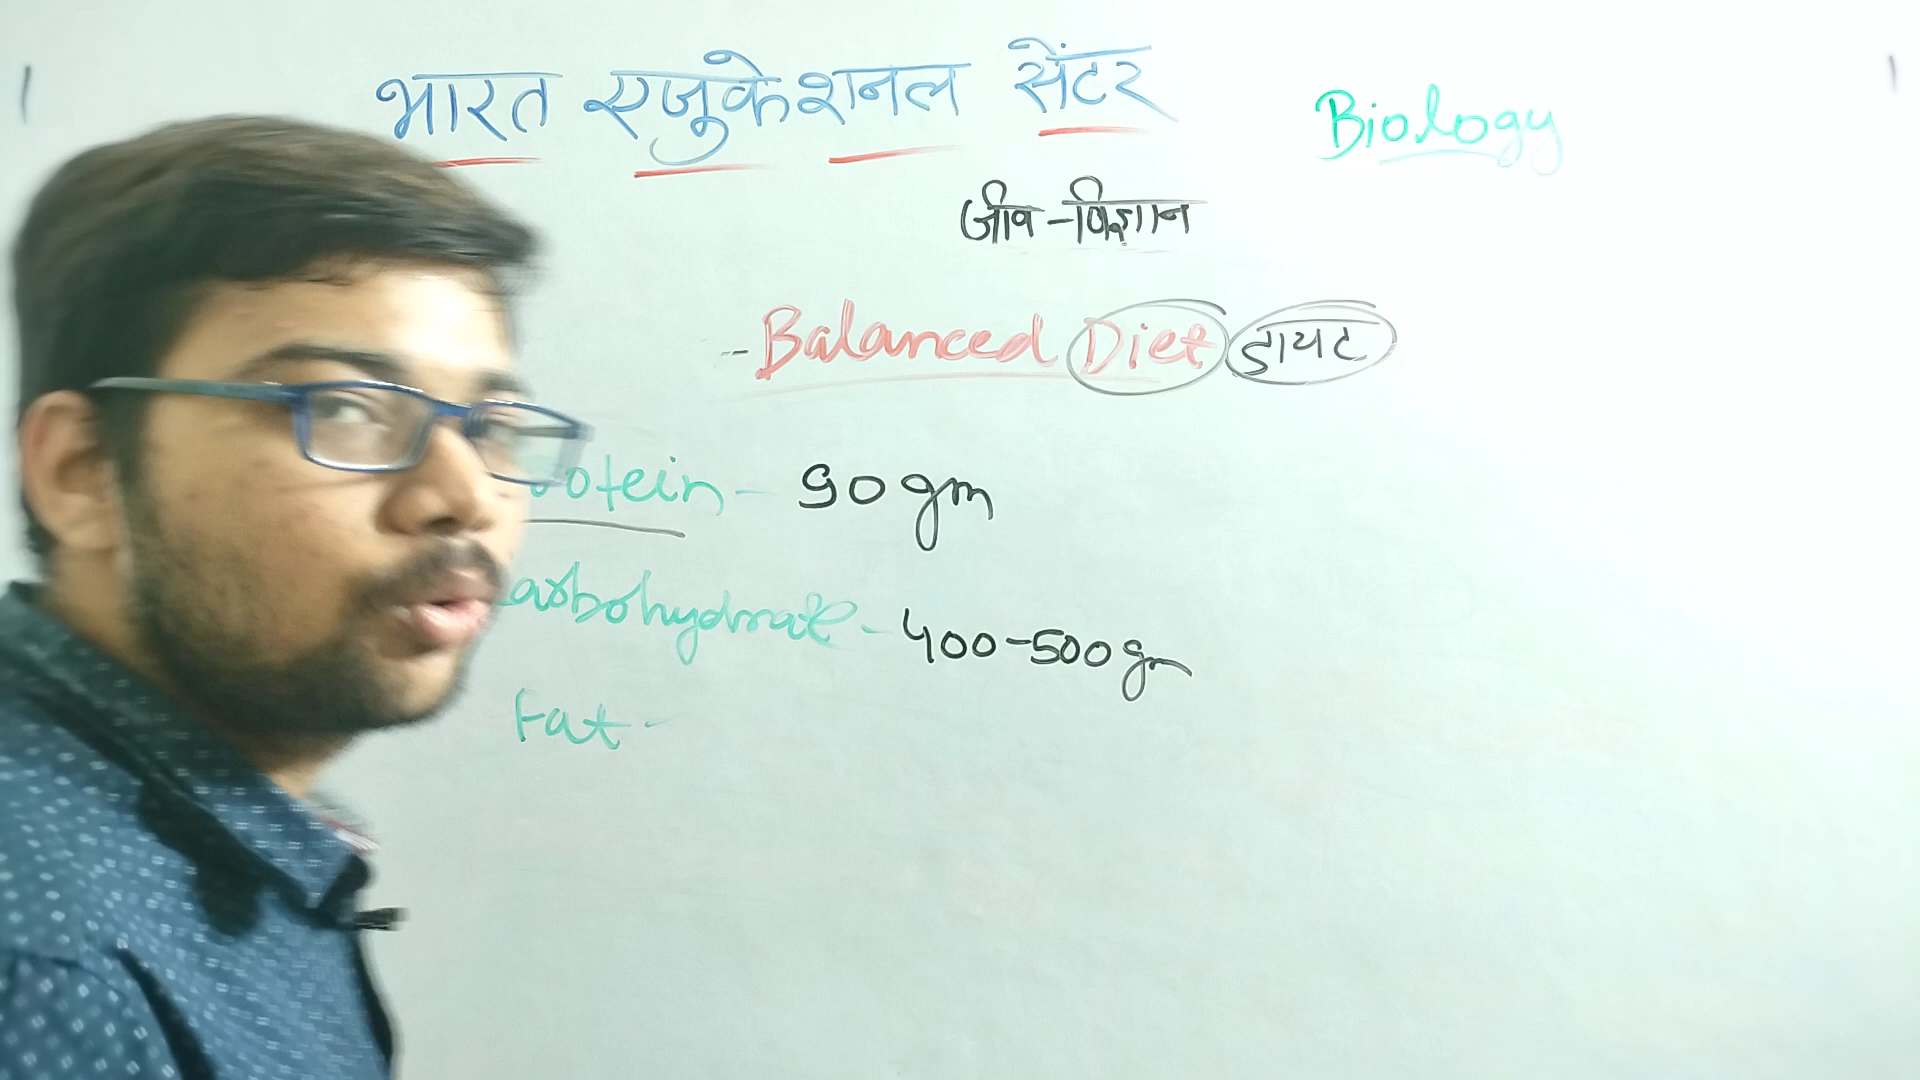 भारत एजुकेशनल सेंटर
Biology
जीव-विज्ञान
-Balanced Diet डायट
otein - 90 gm
arbohydrate - 400-500 gm
Fat -